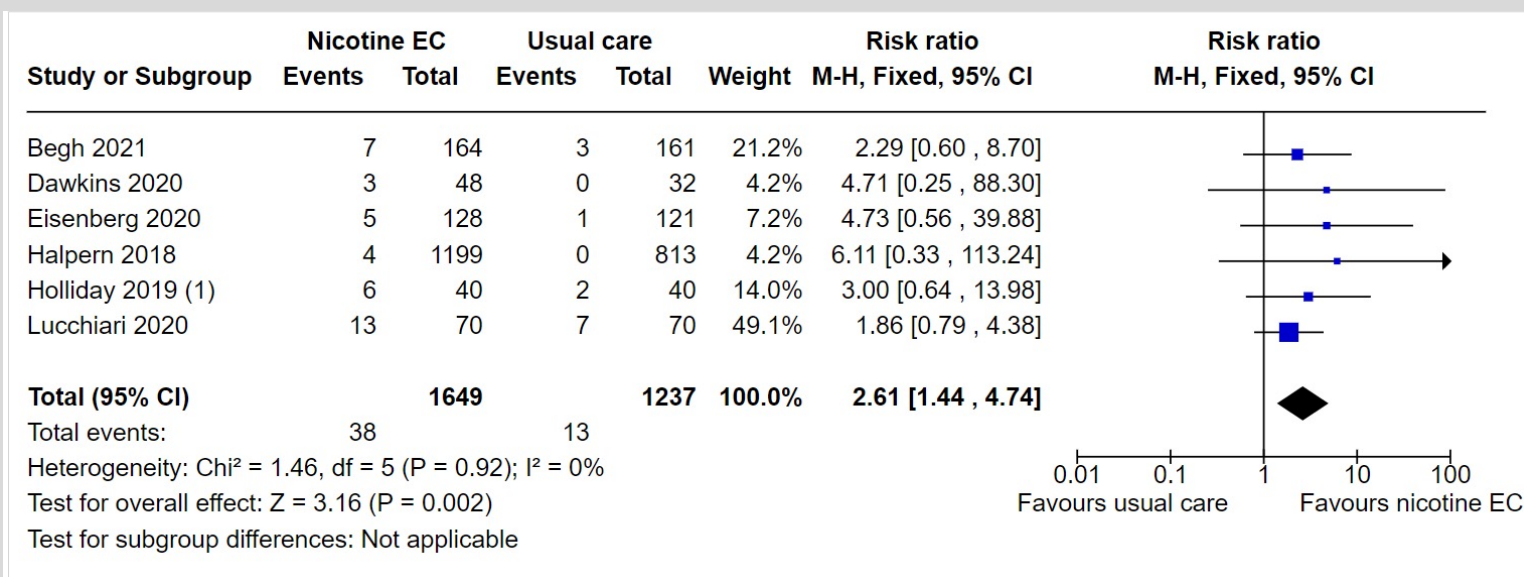 Nicotine EC Usual care Risk ratio Risk ratio
Study or Subgroup Events Total Events Total Weight M-H, Fixed, 95% CI M-H, Fixed, 95% CI
Begh 2021 7 164 3 161 21.2% 2.29 [0.60 , 8.70]
Dawkins 2020 3 48 0 32 4.2% 4.71 [0.25 , 88.30]
Eisenberg 2020 5 128 1 121 7.2% 4.73 [0.56 , 39.88]
Halpern 2018 4 1199 0 813 4.2% 6.11 [0.33 , 113.24]
Holliday 2019 (1) 6 40 2 40 14.0% 3.00 [0.64 , 13.98]
Lucchiari 2020 13 70 7 70 49.1% 1.86 [0.79 , 4.38]
Total (95% CI) 1649 1237 100.0% 2.61 [1.44 , 4.74]
Total events: 38 13
Heterogeneity: Chi² = 1.46, df = 5 (P = 0.92); I² = 0%
Test for overall effect: Z = 3.16 (P = 0.002)
Test for subgroup differences: Not applicable
0.01 0.1 1 10 100
Favours usual care Favours nicotine EC